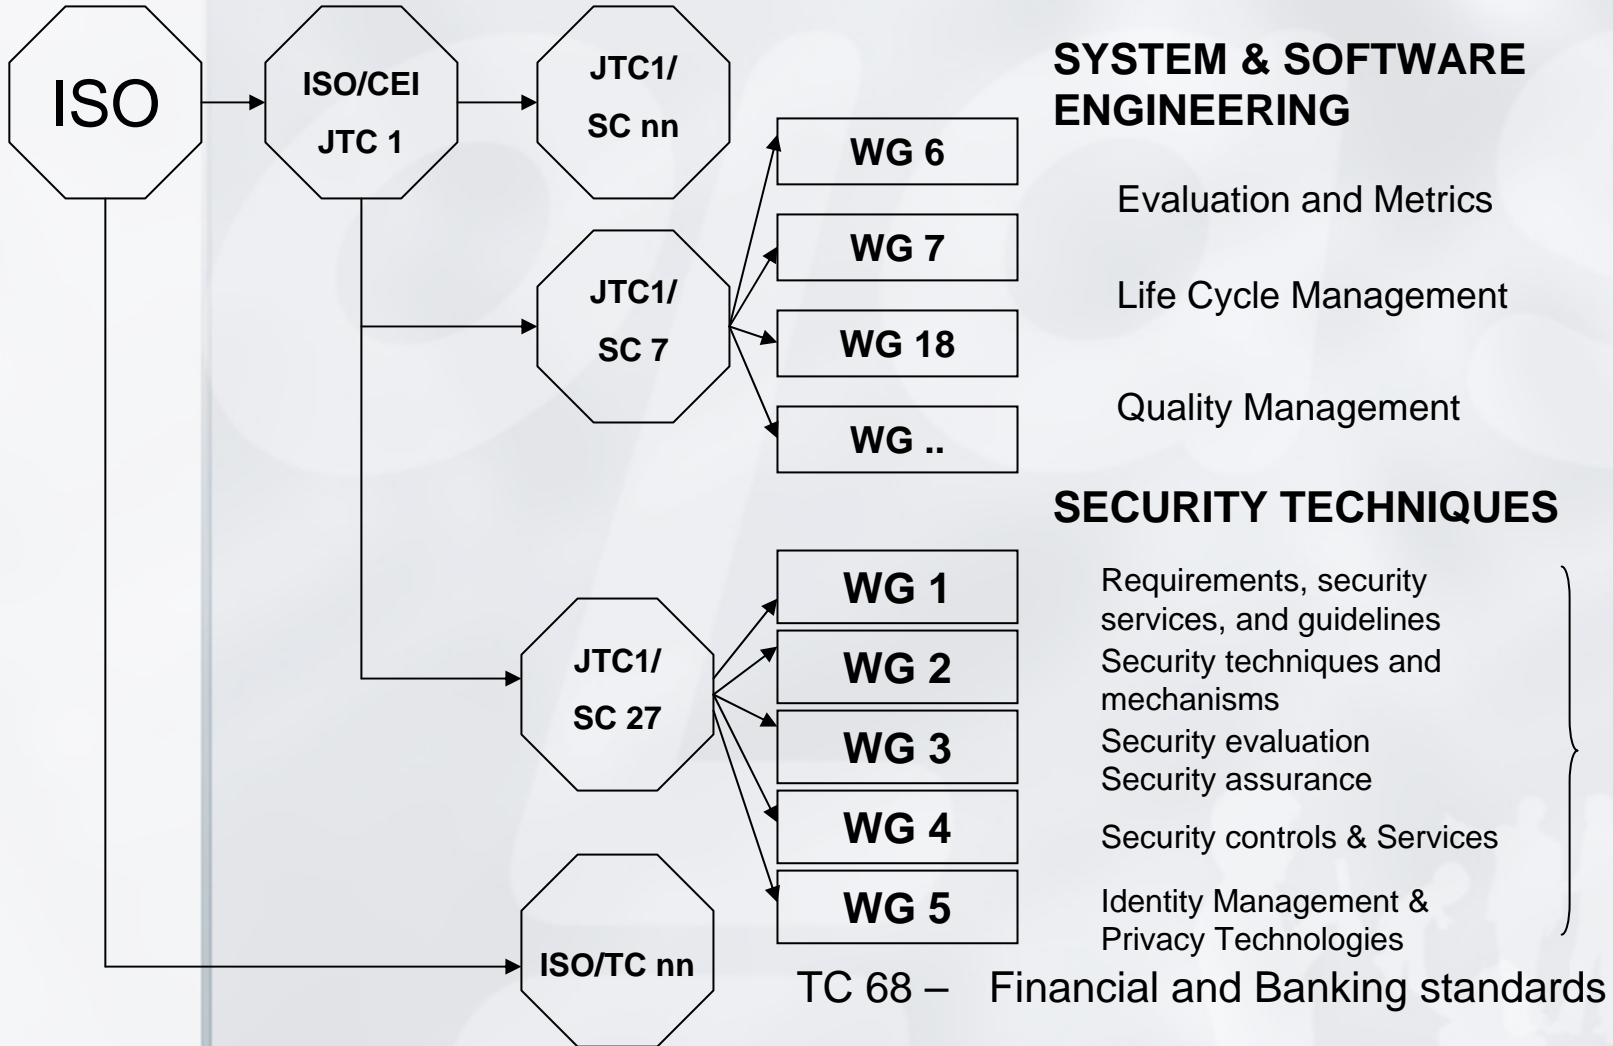 ISO
ISO/CEI
JTC 1
JTC1/
SC nn
SYSTEM & SOFTWARE
ENGINEERING
WG 6
Evaluation and Metrics
WG 7
JTC1/
SC 7
Life Cycle Management
WG 18
Quality Management
WG ..
SECURITY TECHNIQUES
JTC1/
SC 27
WG 1
Requirements, security
services, and guidelines
WG 2
Security techniques and
mechanisms
WG 3
Security evaluation
Security assurance
WG 4
Security controls & Services
WG 5
Identity Management &
Privacy Technologies
ISO/TC nn
TC 68 – Financial and Banking standards